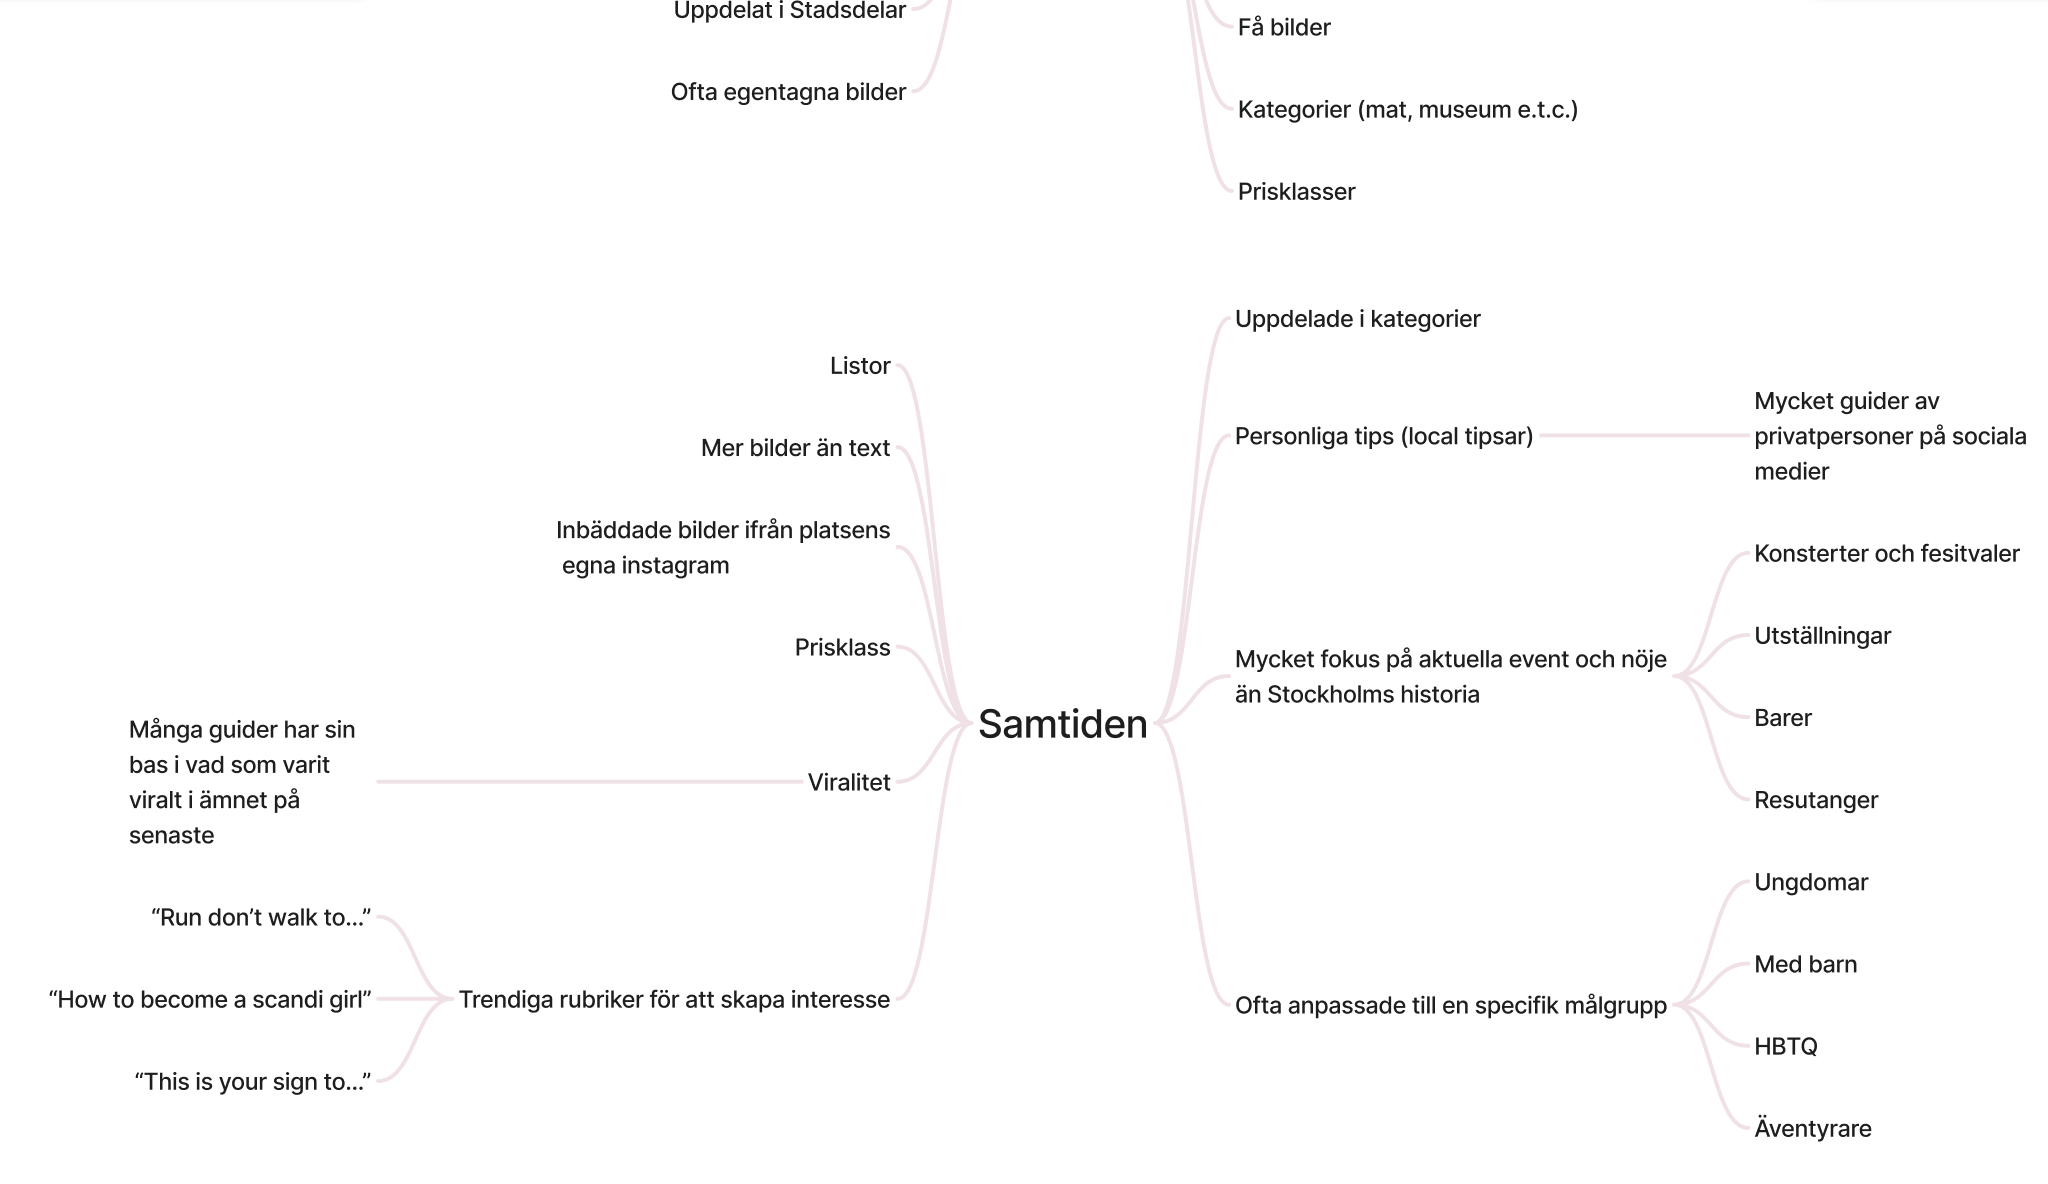 Uppdelat i Stadsdelar
Ofta egentagna bilder
Få bilder
Kategorier (mat, museum e.t.c.)
Prisklasser
Listor
Mer bilder än text
Inbäddade bilder ifrån platsens
egna instagram
Prisklass
Viralitet
Många guider har sin
bas i vad som varit
viralt i ämnet på
senaste
Trendiga rubriker för att skapa interesse
“Run don’t walk to...”
“How to become a scandi girl”
“This is your sign to...”
Samtiden
Uppdelade i kategorier
Personliga tips (local tipsar)
Mycket guider av
privatpersoner på sociala
medier
Mycket fokus på aktuella event och nöje
än Stockholms historia
Konsterter och fesitvaler
Utställningar
Barer
Resutanger
Ofta anpassade till en specifik målgrupp
Ungdomar
Med barn
HBTQ
Äventyrare